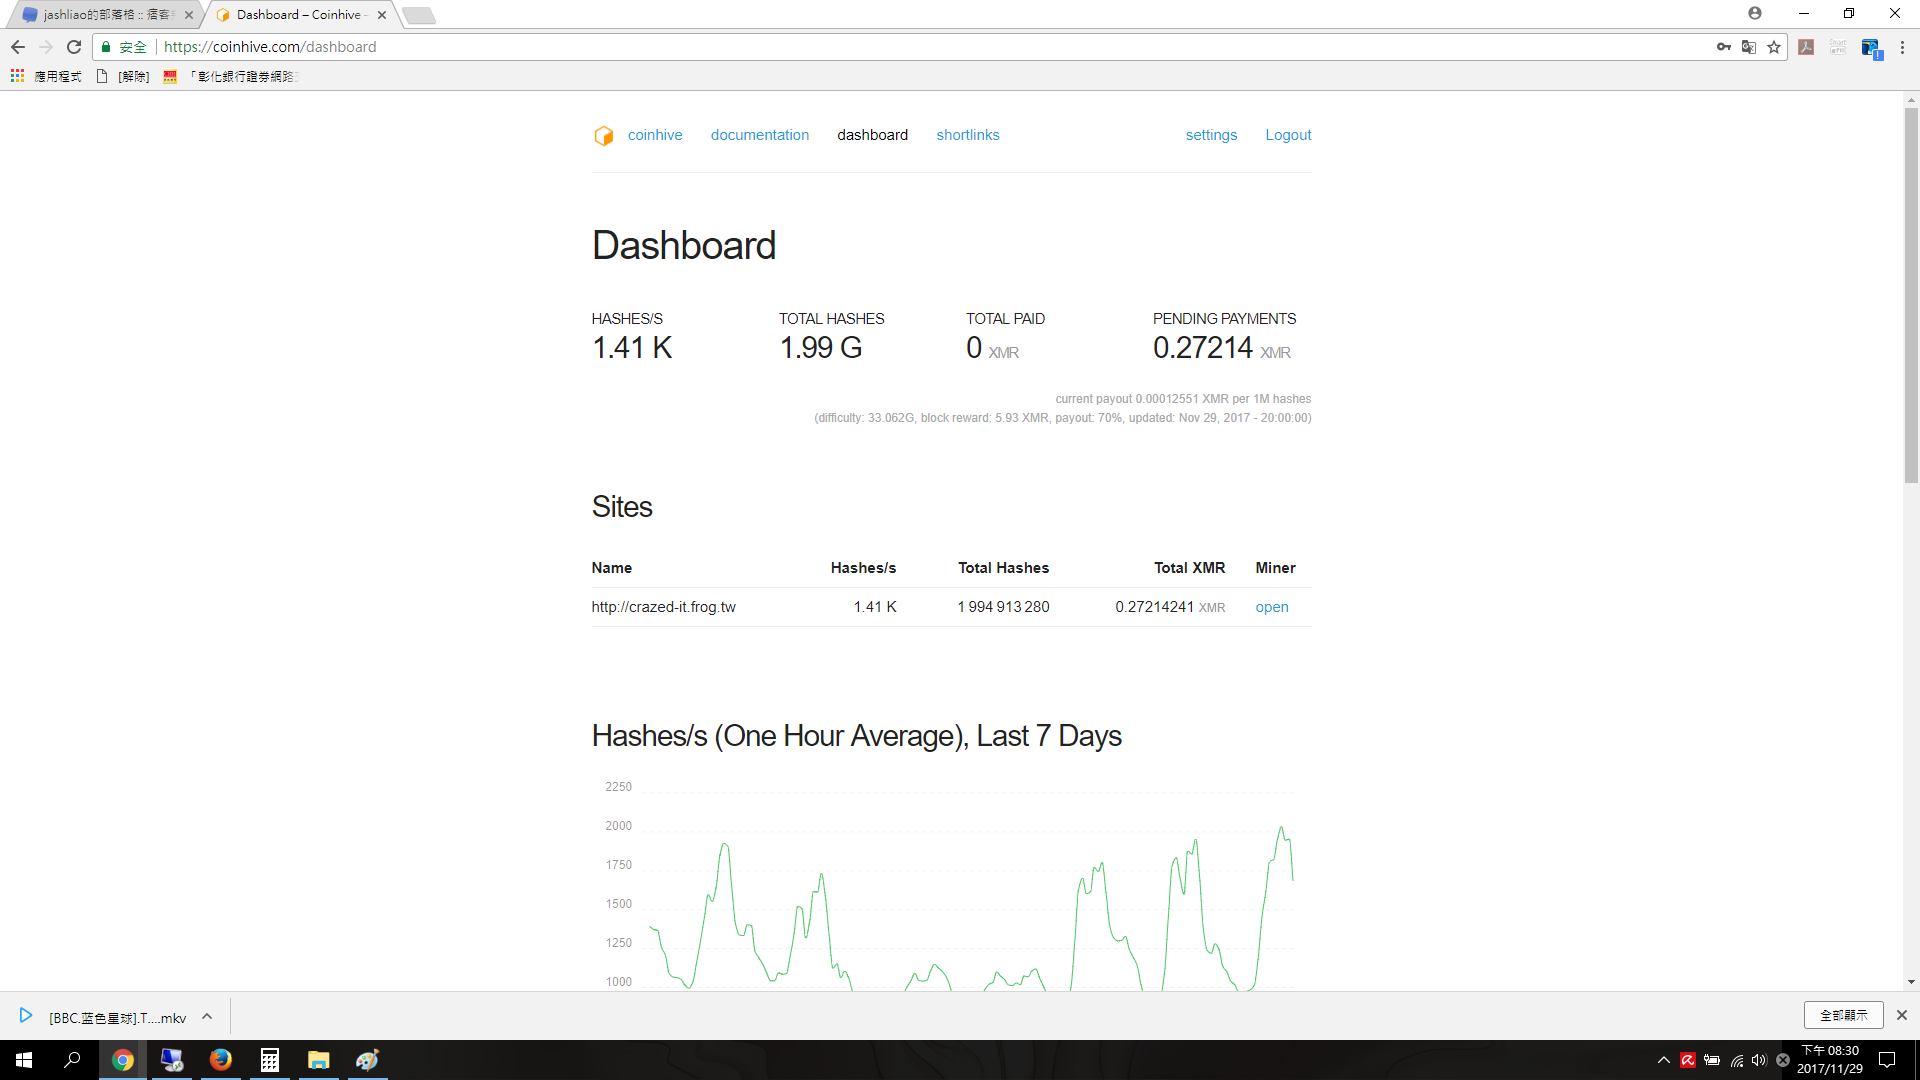 jashliao的部落格 :: 痞客
Dashboard – Coinhive -
安全 https://coinhive.com/dashboard
應用程式 [解除] 「彰化銀行證券網路
coinhive documentation dashboard shortlinks settings Logout
Dashboard
HASHES/S TOTAL HASHES TOTAL PAID PENDING PAYMENTS
1.41 K 1.99 G 0 XMR 0.27214 XMR
current payout 0.00012551 XMR per 1M hashes
(difficulty: 33.062G, block reward: 5.93 XMR, payout: 70%, updated: Nov 29, 2017 - 20:00:00)
Sites
Name Hashes/s Total Hashes Total XMR Miner
http://crazed-it.frog.tw 1.41 K 1 994 913 280 0.27214241 XMR open
Hashes/s (One Hour Average), Last 7 Days
2250
2000
1750
1500
1250
1000
[BBC.蓝色星球].T....mkv 全部顯示
下午 08:30
2017/11/29